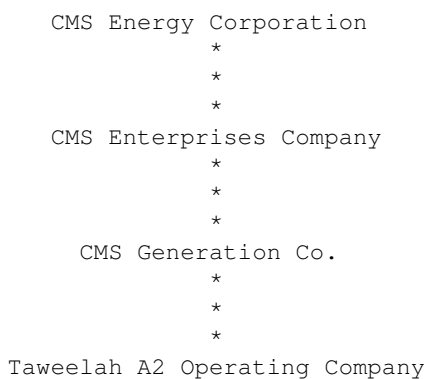 CMS Energy Corporation
*
*
*
CMS Enterprises Company
*
*
*
CMS Generation Co.
*
*
*
Taweelah A2 Operating Company